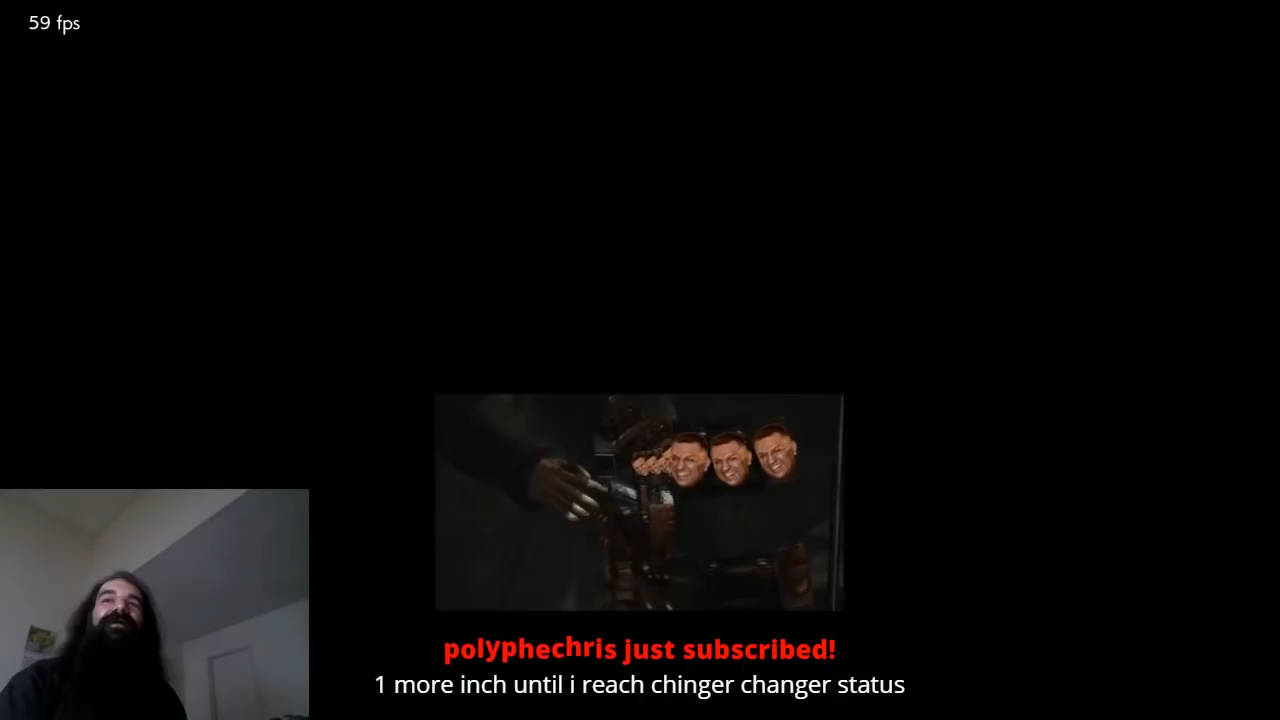 59 fps
polyphechris just subscribed!
1 more inch until i reach chinger changer status